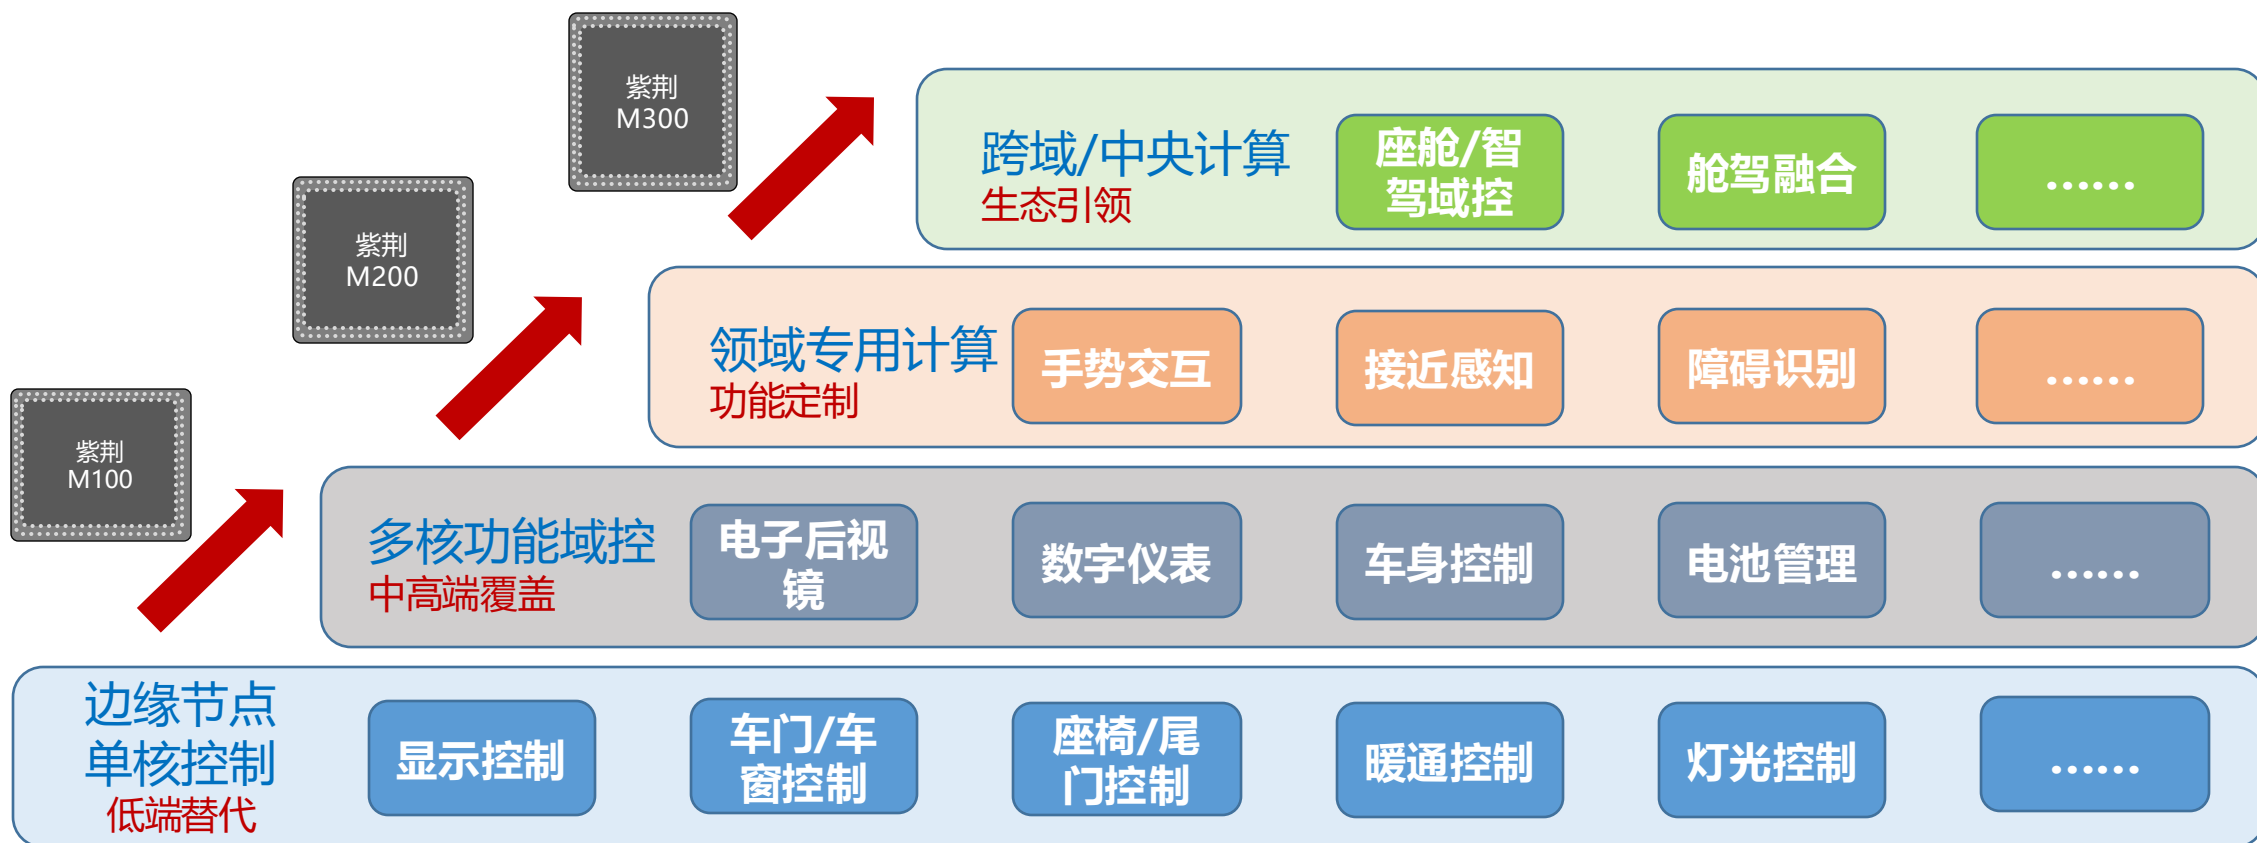 紫荆
M300
跨域/中央计算
生态引领
座舱/智
驾域控
舱驾融合
......
紫荆
M200
领域专用计算
功能定制
手势交互
接近感知
障碍识别
......
紫荆
M100
多核功能域控
中高端覆盖
电子后视
镜
数字仪表
车身控制
电池管理
......
边缘节点
单核控制
低端替代
显示控制
车门/车
窗控制
座椅/尾
门控制
暖通控制
灯光控制
......